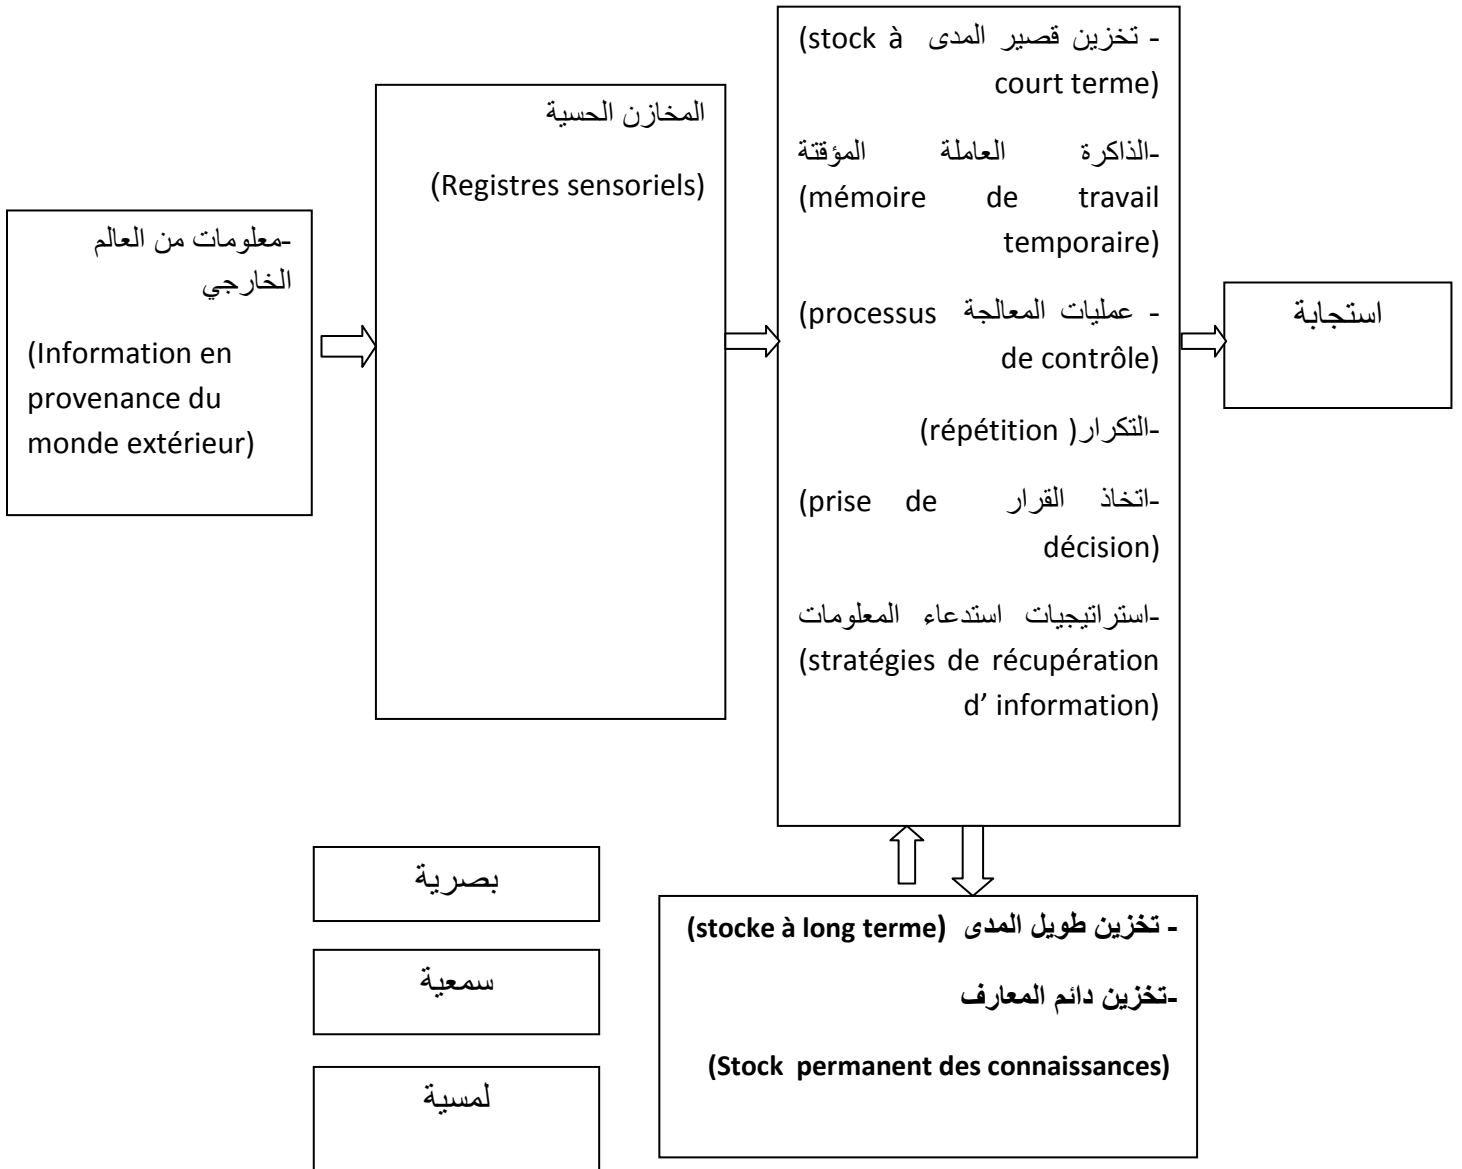 -معلومات من العالم
الخارجي
(Information en
provenance du
monde extérieur)
المخازن الحسية
(Registres sensoriels)
- تخزين قصير المدى (stock à
court terme)
-الذاكرة العاملة المؤقتة
(mémoire de travail
temporaire)
- عمليات المعالجة (processus
de contrôle)
-التكرار( répétition)
-اتخاذ القرار (prise de
décision)
-استراتيجيات استدعاء المعلومات
(stratégies de récupération
d’ information)
استجابة
بصرية
سمعية
لمسية
- تخزين طويل المدى (stocke à long terme)
-تخزين دائم المعارف
(Stock permanent des connaissances)